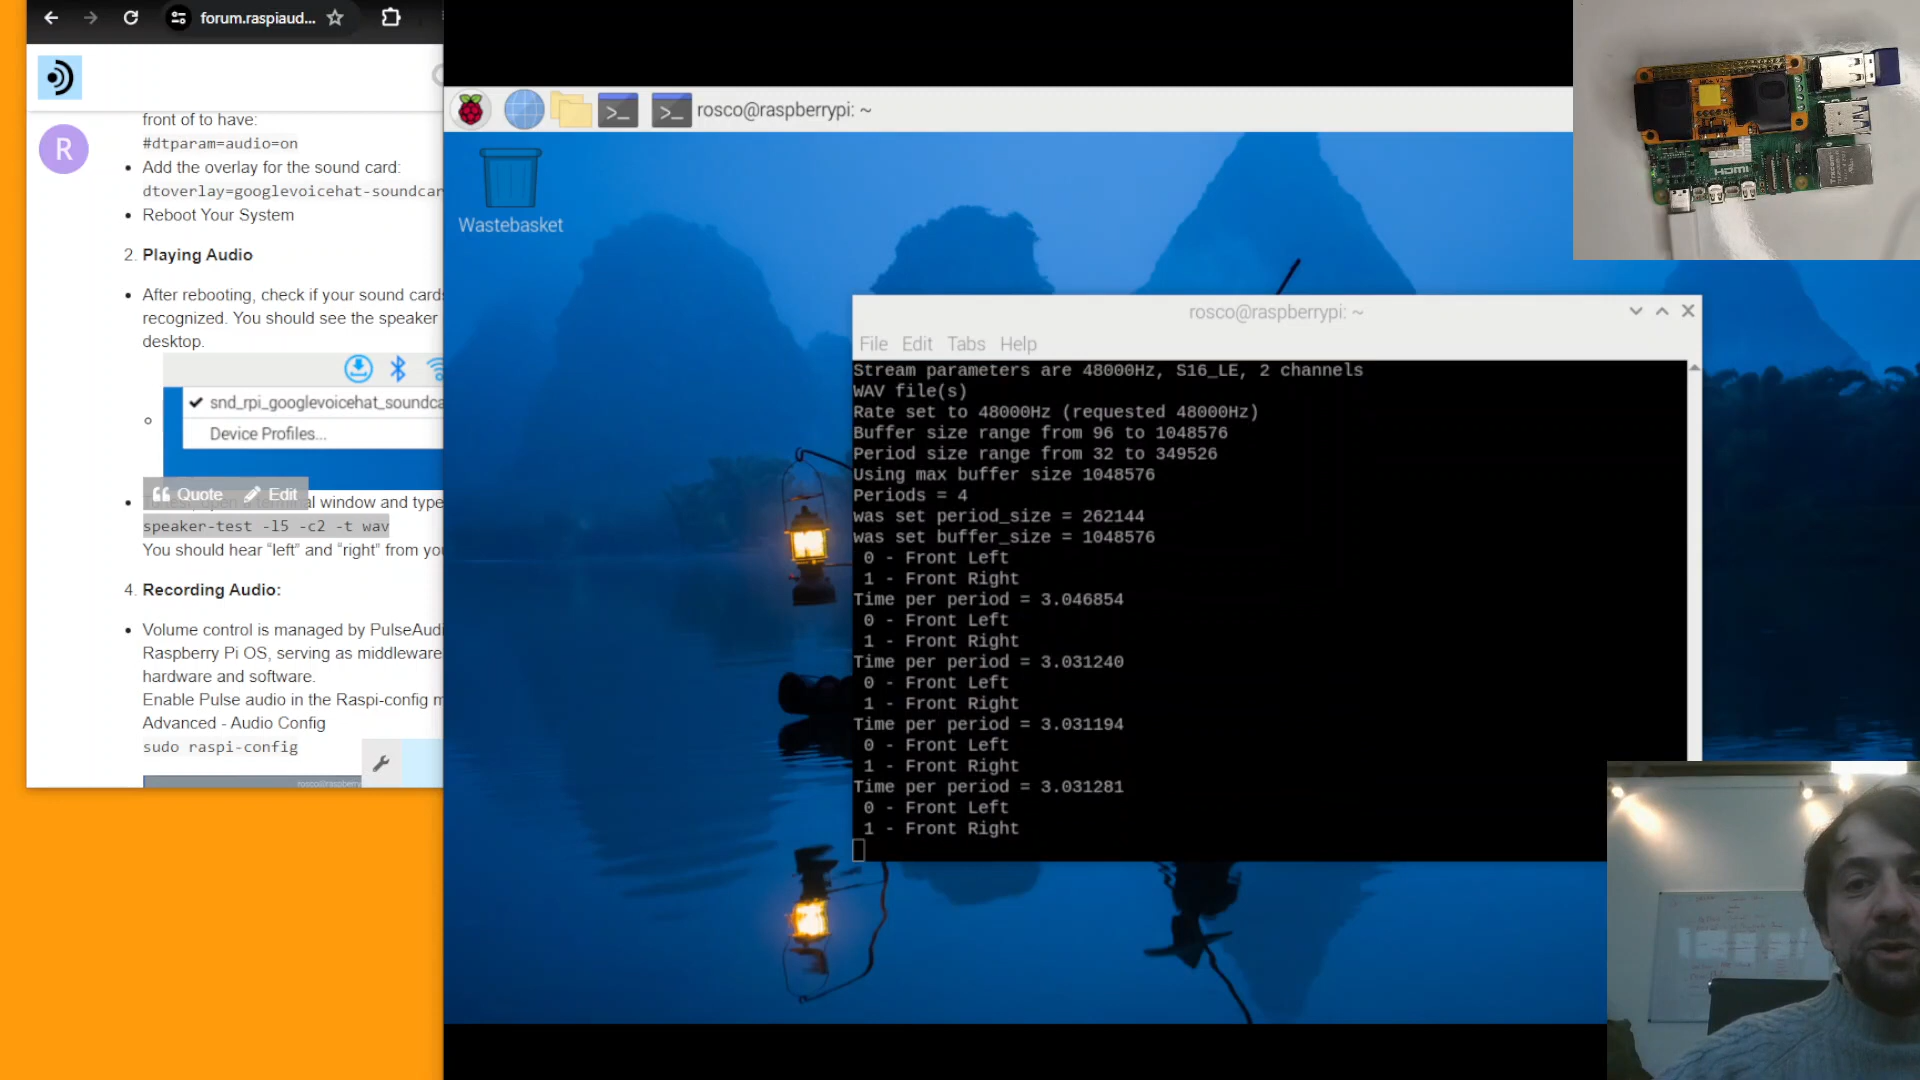 forum.raspiaud...
R
front of to have:
#dtparam=audio=on
Add the overlay for the sound card:
dtoverlay=googlevoicehat-soundcar
Reboot Your System
2. Playing Audio
After rebooting, check if your sound cards
recognized. You should see the speaker
desktop.
snd_rpi_googlevoicehat_soundca
Device Profiles...
Quote Edit
terminal window and type
speaker-test -l5 -c2 -t wav
You should hear “left” and “right” from yo
4. Recording Audio:
Volume control is managed by PulseAudi
Raspberry Pi OS, serving as middleware
hardware and software.
Enable Pulse audio in the Raspi-config m
Advanced - Audio Config
sudo raspi-config
rosco@raspberrypi: ~
Wastebasket
rosco@raspberrypi: ~
File Edit Tabs Help
Stream parameters are 48000Hz, S16_LE, 2 channels
WAV file(s)
Rate set to 48000Hz (requested 48000Hz)
Buffer size range from 96 to 1048576
Period size range from 32 to 349526
Using max buffer size 1048576
Periods = 4
was set period_size = 262144
was set buffer_size = 1048576
0 - Front Left
1 - Front Right
Time per period = 3.046854
0 - Front Left
1 - Front Right
Time per period = 3.031240
0 - Front Left
1 - Front Right
Time per period = 3.031194
0 - Front Left
1 - Front Right
Time per period = 3.031281
0 - Front Left
1 - Front Right
HDMI